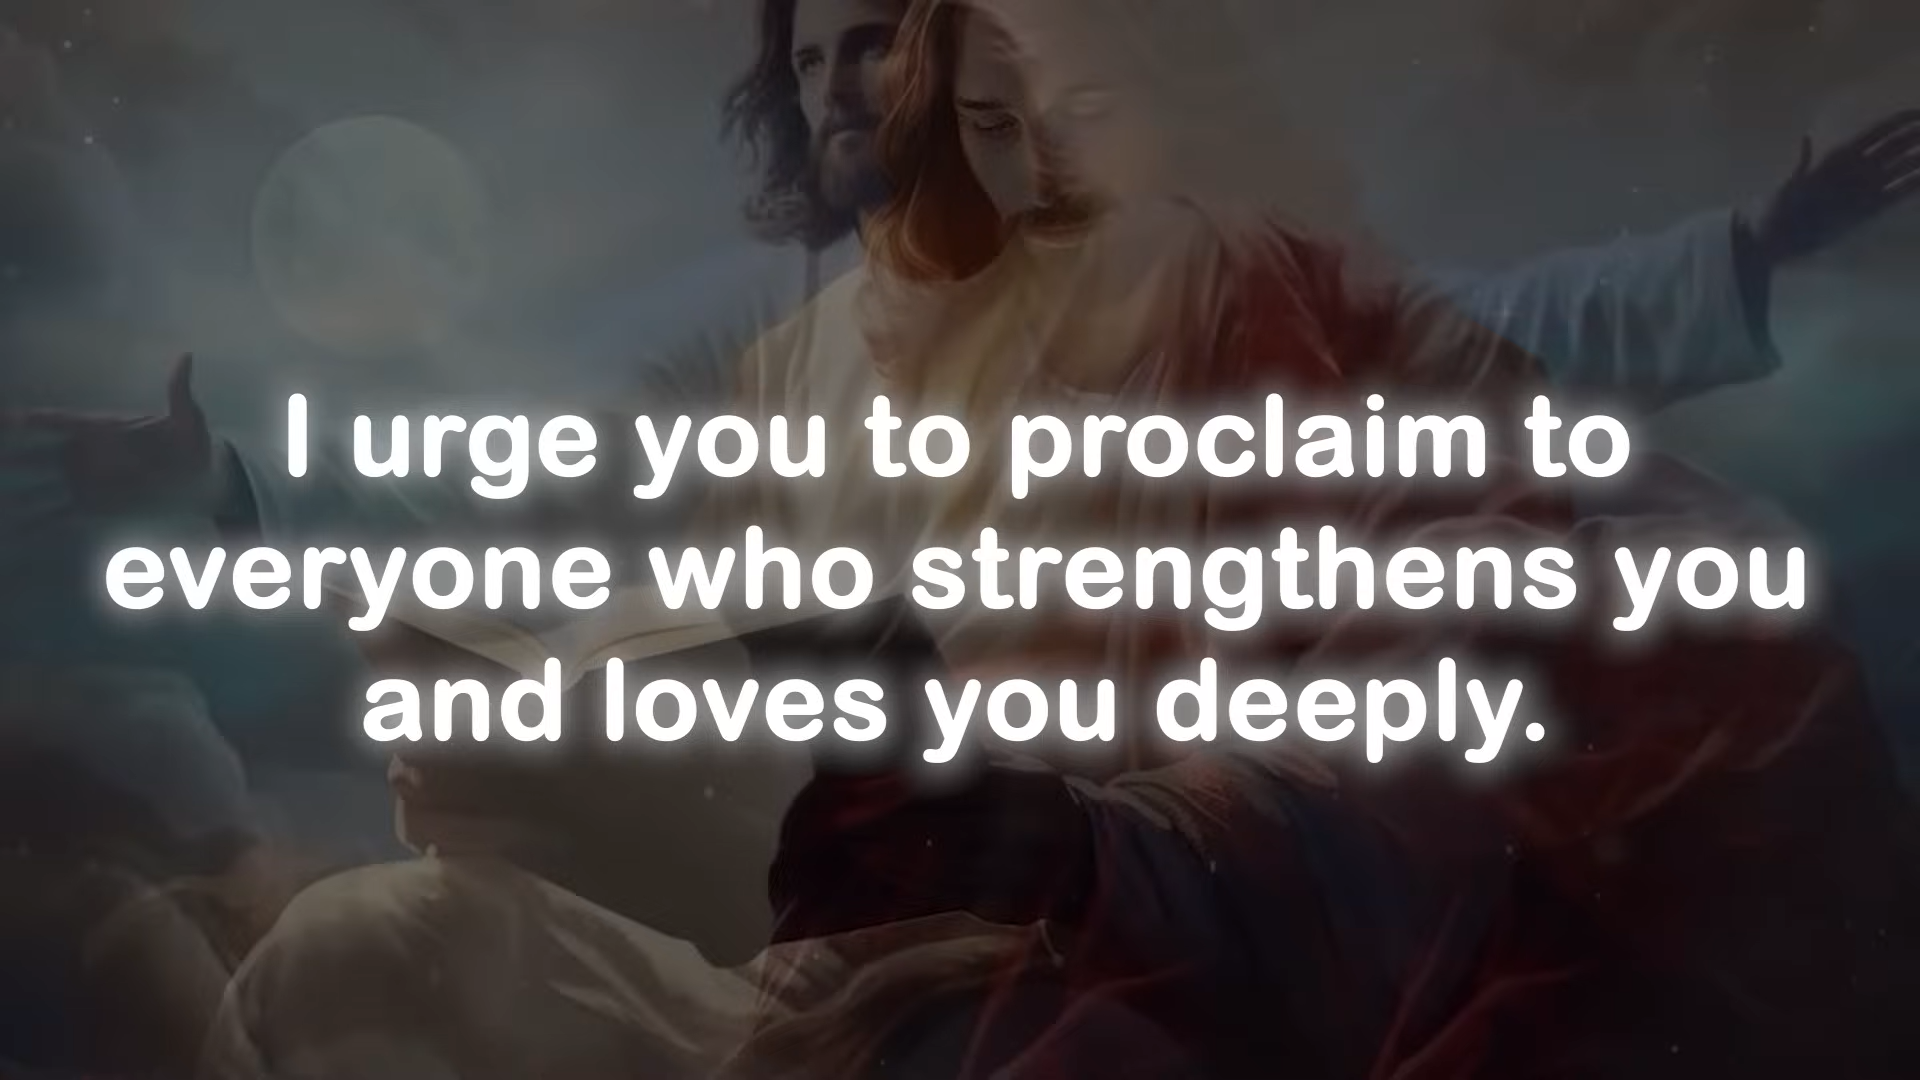 I urge you to proclaim to
everyone who strengthens you
and loves you deeply.